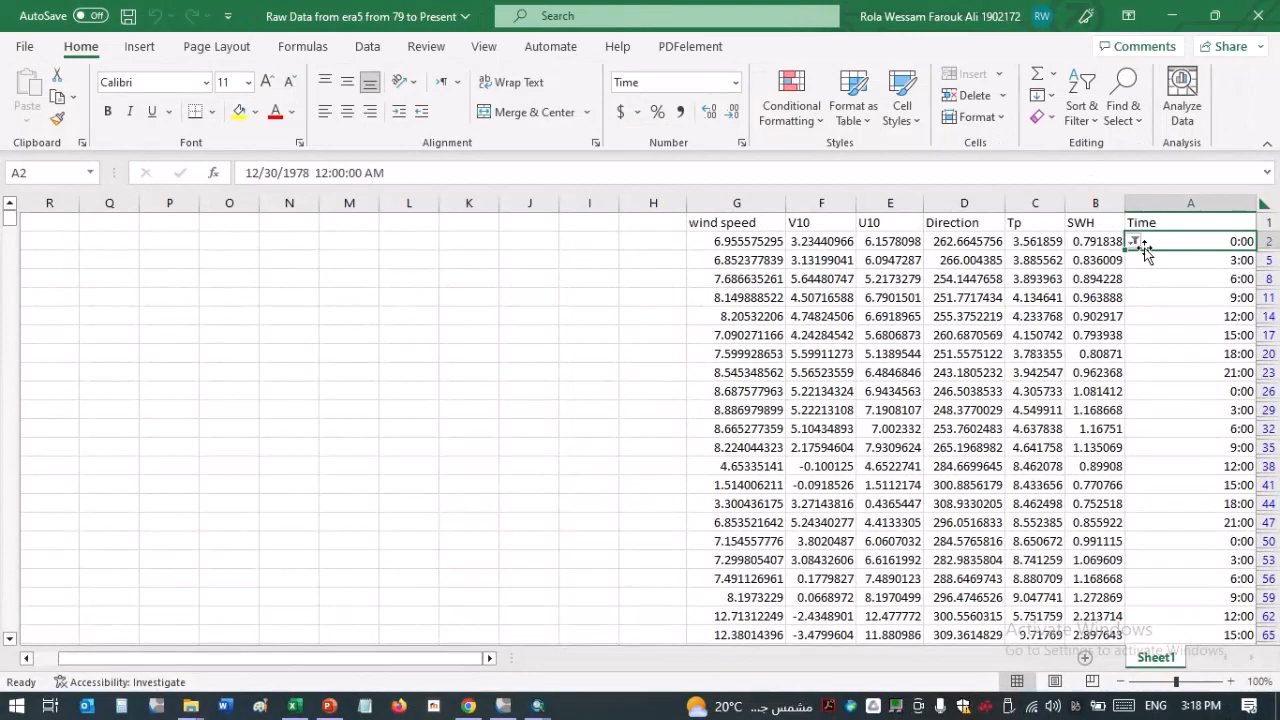 AutoSave Off Raw Data from era5 from 79 to Present Search Rola Wessam Farouk Ali 1902172 RW
File Home Insert Page Layout Formulas Data Review View Automate Help PDFelement Comments Share
Paste Calibri 11 Wrap Text Time Insert
B I U A Merge & Center $ % Conditional Formatting Format as Table Cell Styles Delete Format Sort & Filter Find & Select Analyze Data
Clipboard Font Alignment Number Styles Cells Editing Analysis
A2 fx 12/30/1978 12:00:00 AM
R Q P O N M L K J I H G F E D C B A
wind speed V10 U10 Direction Tp SWH Time 1
6.955575295 3.23440966 6.1578098 262.6645756 3.561859 0.791838 0:00 2
6.852377839 3.13199041 6.0947287 266.004385 3.885562 0.836009 3:00 5
7.686635261 5.64480747 5.2173279 254.1447658 3.893963 0.894228 6:00 8
8.149888522 4.50716588 6.7901501 251.7717434 4.134641 0.963888 9:00 11
8.20532206 4.74824506 6.6918965 255.3752219 4.233768 0.902917 12:00 14
7.090271166 4.24284542 5.6806873 260.6870569 4.150742 0.793938 15:00 17
7.599928653 5.59911273 5.1389544 251.5575122 3.783355 0.80871 18:00 20
8.545348562 5.56523559 6.4846846 243.1805232 3.942547 0.962368 21:00 23
8.687577963 5.22134324 6.9434563 246.5038533 4.305733 1.081412 0:00 26
8.886979899 5.22213108 7.1908107 248.3770029 4.549911 1.168668 3:00 29
8.665277359 5.10434893 7.002332 253.7602483 4.637838 1.16751 6:00 32
8.224044323 2.17594604 7.9309624 265.1968982 4.641758 1.135069 9:00 35
4.65335141 -0.100125 4.6522741 284.6699645 8.462078 0.89908 12:00 38
1.514006211 -0.0918526 1.5112174 300.8856179 8.433656 0.770766 15:00 41
3.300436175 3.27143816 0.4365447 308.9330205 8.462498 0.752518 18:00 44
6.853521642 5.24340277 4.4133305 296.0516833 8.552385 0.855922 21:00 47
7.154557776 3.8020487 6.0607032 284.5765816 8.650672 0.991115 0:00 50
7.299805407 3.08432606 6.6161992 282.9835804 8.741259 1.069609 3:00 53
7.491126961 0.1779827 7.4890123 288.6469743 8.880709 1.168668 6:00 56
8.1973229 0.0668972 8.1970499 296.4746526 9.047741 1.272869 9:00 59
12.71312249 -2.4348901 12.477772 300.5560315 5.751759 2.213714 12:00 62
12.38014396 -3.4799604 11.880986 309.3614829 9.71769 2.897643 15:00 65
Activate Windows
Go to Settings to activate Windows.
Sheet1
Ready Accessibility: Investigate 100%
20°C مشمس جـ... ENG 3:18 PM